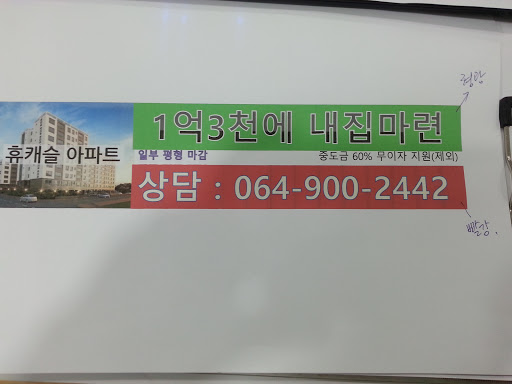 휴캐슬 아파트
1억3천에 내집마련
일부 평형 마감
중도금 60% 무이자 지원(제외)
상담 : 064-900-2442
빨강.